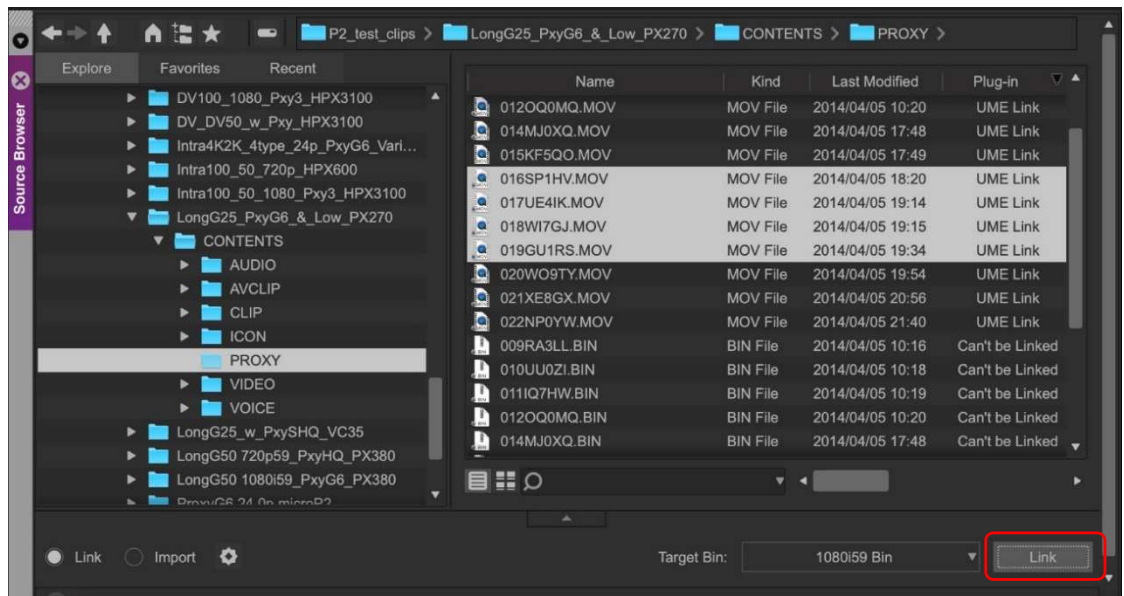 P2_test_clips > LongG25_PxyG6_&_Low_PX270 > CONTENTS > PROXY >
Source Browser
Explore Favorites Recent
DV100_1080_Pxy3_HPX3100
DV_DV50_w_Pxy_HPX3100
Intra4K2K_4type_24p_PxyG6_Vari...
Intra100_50_720p_HPX600
Intra100_50_1080_Pxy3_HPX3100
LongG25_PxyG6_&_Low_PX270
CONTENTS
AUDIO
AVCLIP
CLIP
ICON
PROXY
VIDEO
VOICE
LongG25_w_PxySHQ_VC35
LongG50 720p59_PxyHQ_PX380
LongG50 1080i59_PxyG6_PX380
ProxyG6 24.0p microP2
Name Kind Last Modified Plug-in
012OQ0MQ.MOV MOV File 2014/04/05 10:20 UME Link
014MJ0XQ.MOV MOV File 2014/04/05 17:48 UME Link
015KF5QO.MOV MOV File 2014/04/05 17:49 UME Link
016SP1HV.MOV MOV File 2014/04/05 18:20 UME Link
017UE4IK.MOV MOV File 2014/04/05 19:14 UME Link
018WI7GJ.MOV MOV File 2014/04/05 19:15 UME Link
019GU1RS.MOV MOV File 2014/04/05 19:34 UME Link
020WO9TY.MOV MOV File 2014/04/05 19:54 UME Link
021XE8GX.MOV MOV File 2014/04/05 20:56 UME Link
022NP0YW.MOV MOV File 2014/04/05 21:40 UME Link
009RA3LL.BIN BIN File 2014/04/05 10:16 Can't be Linked
010UU0ZI.BIN BIN File 2014/04/05 10:18 Can't be Linked
011IQ7HW.BIN BIN File 2014/04/05 10:19 Can't be Linked
012OQ0MQ.BIN BIN File 2014/04/05 10:20 Can't be Linked
014MJ0XQ.BIN BIN File 2014/04/05 17:48 Can't be Linked
Link Import Target Bin: 1080i59 Bin Link